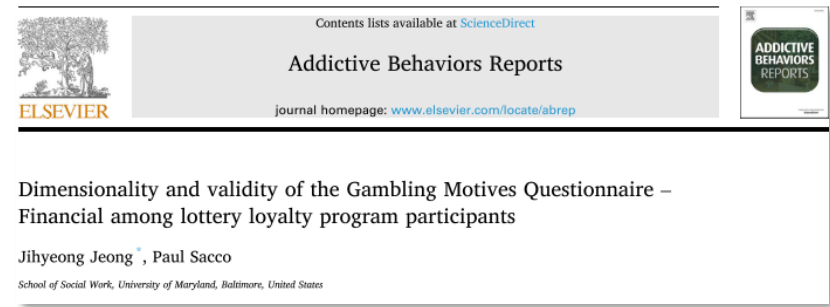 Contents lists available at ScienceDirect
Addictive Behaviors Reports
ELSEVIER
journal homepage: www.elsevier.com/locate/abrep
ADDICTIVE
BEHAVIORS
REPORTS
Dimensionality and validity of the Gambling Motives Questionnaire –
Financial among lottery loyalty program participants
Jihyeong Jeong *, Paul Sacco
School of Social Work, University of Maryland, Baltimore, United States